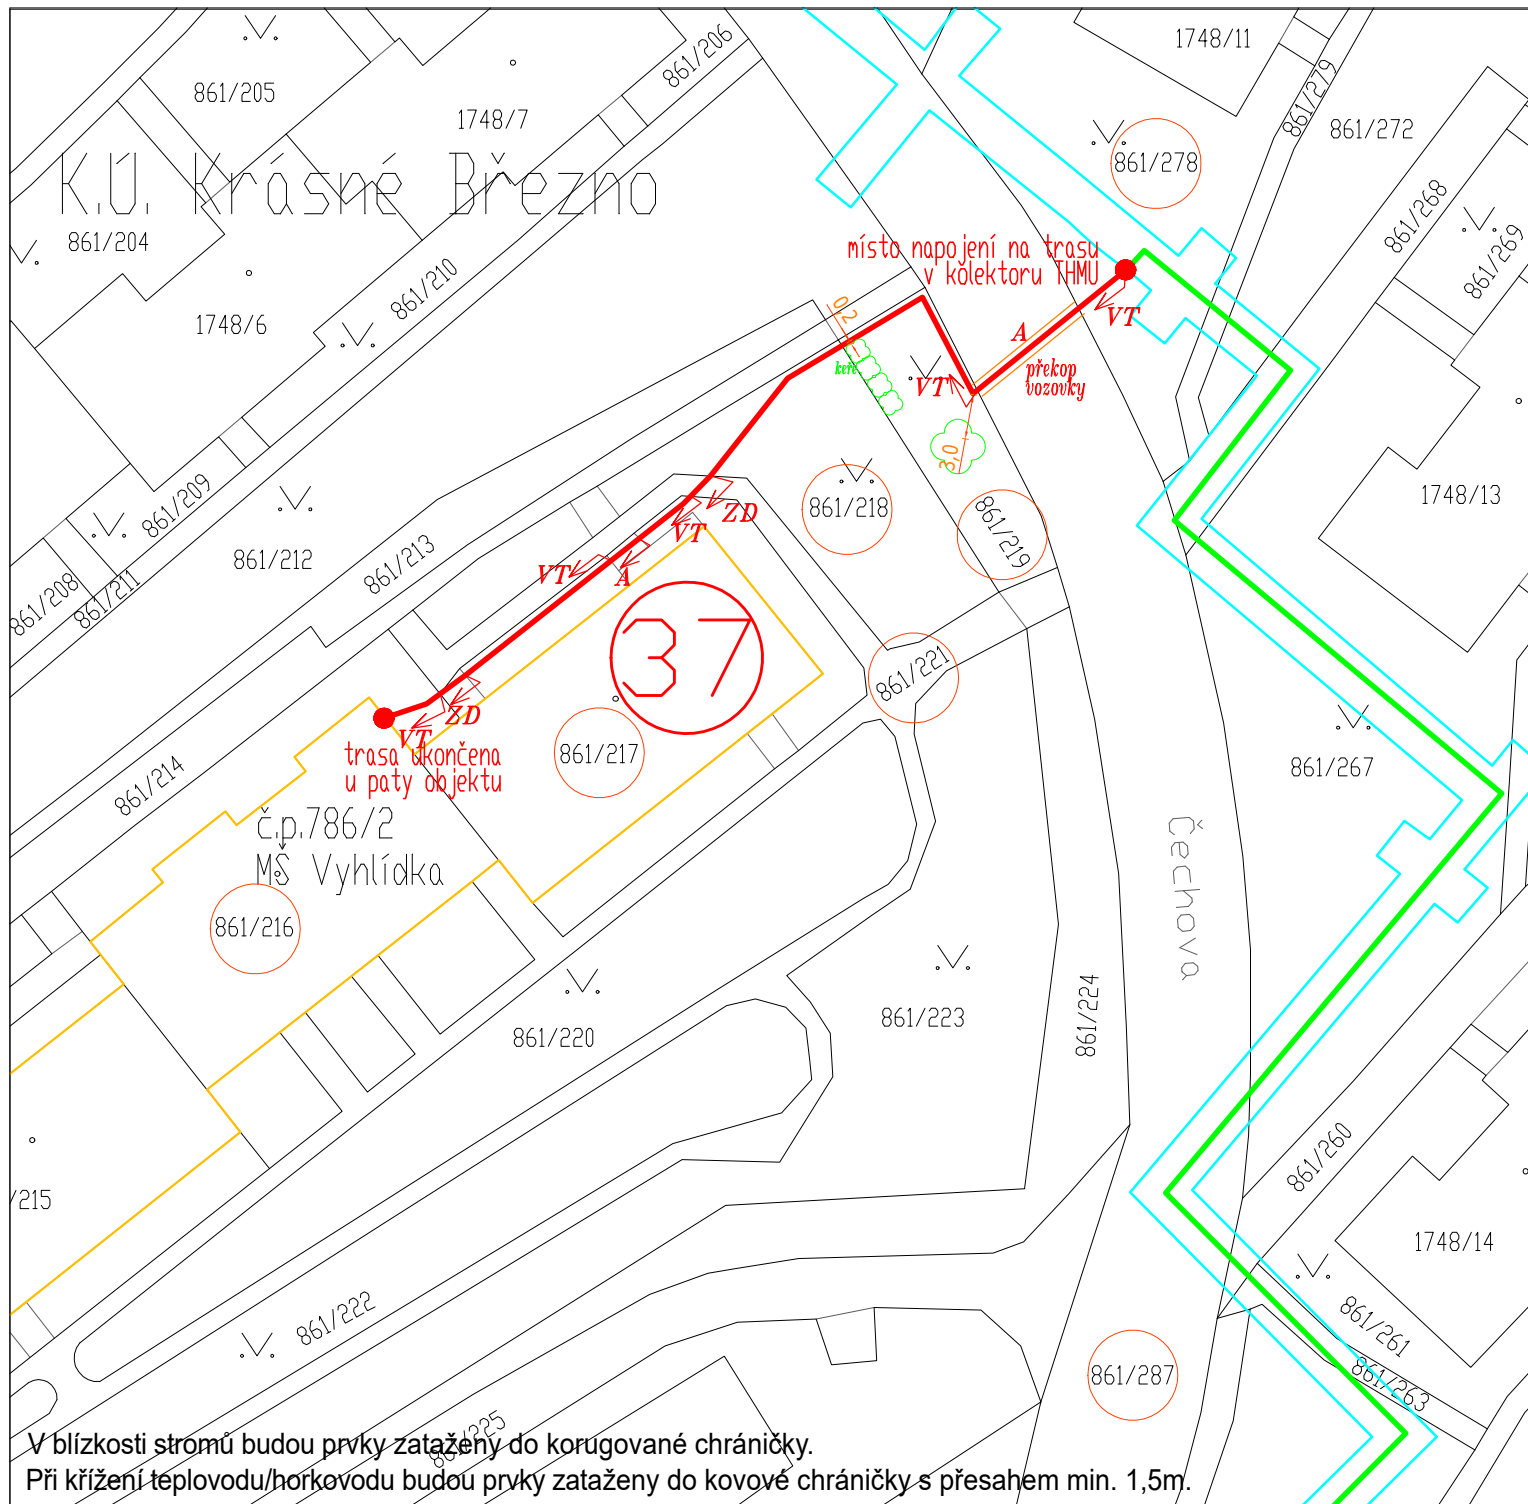 861/205
1748/7
861/206
1748/11
861/279
861/272
861/278
K.Ú. Krásné Březno
861/204
861/210
1748/6
861/268
861/269
místo napojení na trasu
v kolektoru THMU
VT
0,2
A
keře
VT
překop
vozovky
3,0
1748/13
861/209
861/212
861/213
861/218
861/219
ZD
VT
VT
A
861/208
861/211
37
861/221
ZD
VT
trasa ukončena
u paty objektu
861/217
861/267
861/214
č.p.786/2
MŠ Vyhlídka
Čechova
861/216
861/220
861/223
861/224
/215
861/260
1748/14
861/222
861/261
861/263
861/287
861/225
V blízkosti stromů budou prvky zataženy do korugované chráničky.
Při křížení teplovodu/horkovodu budou prvky zataženy do kovové chráničky s přesahem min. 1,5m.